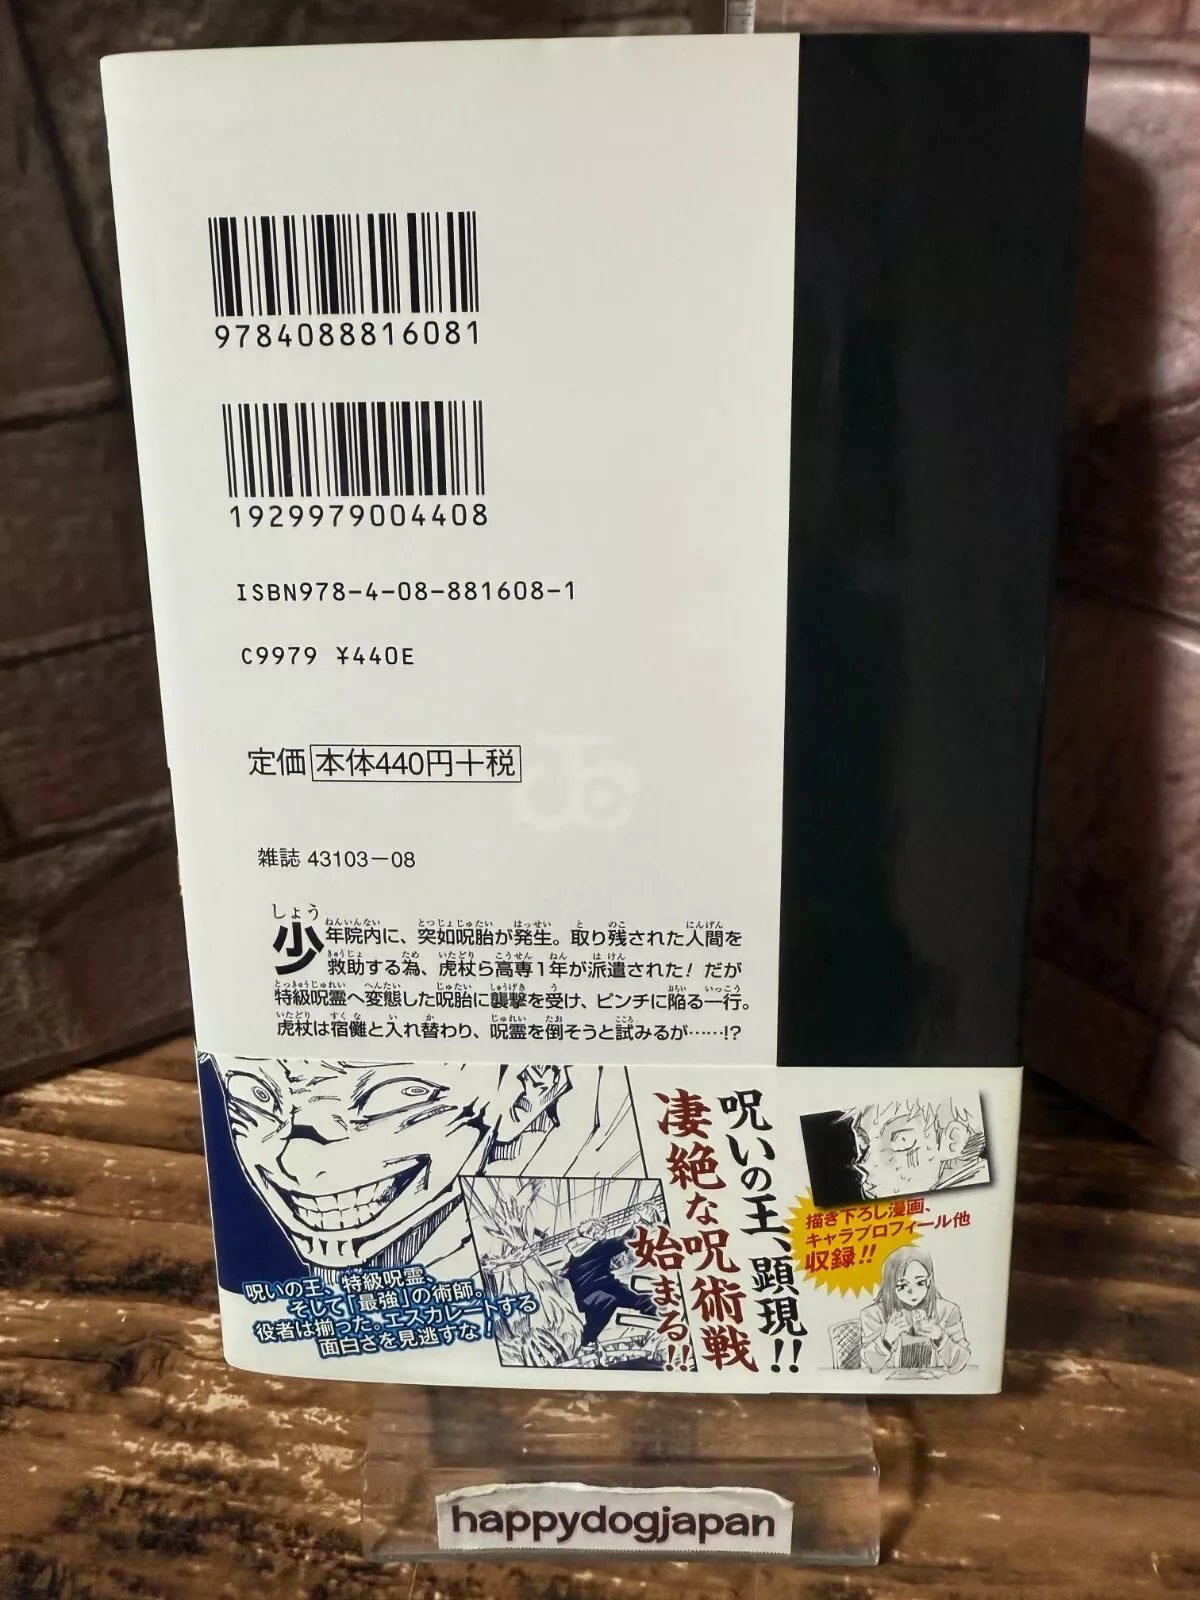 9784088816081
1929979004408
ISBN978-4-08-881608-1
C9979 ¥440E
定価 本体440円+税
雑誌 43103-08
少年院内に、突如呪胎が発生。取り残された人間を
救助する為、虎杖ら高専1年が派遣された! だが
特級呪霊へ変態した呪胎に襲撃を受け、ピンチに陥る一行。
虎杖は宿儺と入れ替わり、呪霊を倒そうと試みるが……!?
呪いの王、顕現!!
凄絶な呪術戦
始まる!!
描き下ろし漫画、
キャラプロフィール他
収録!!
呪いの王、特級呪霊、
そして「最強」の術師。
役者は揃った。エスカレートする
面白さを見逃すな!
happydogjapan